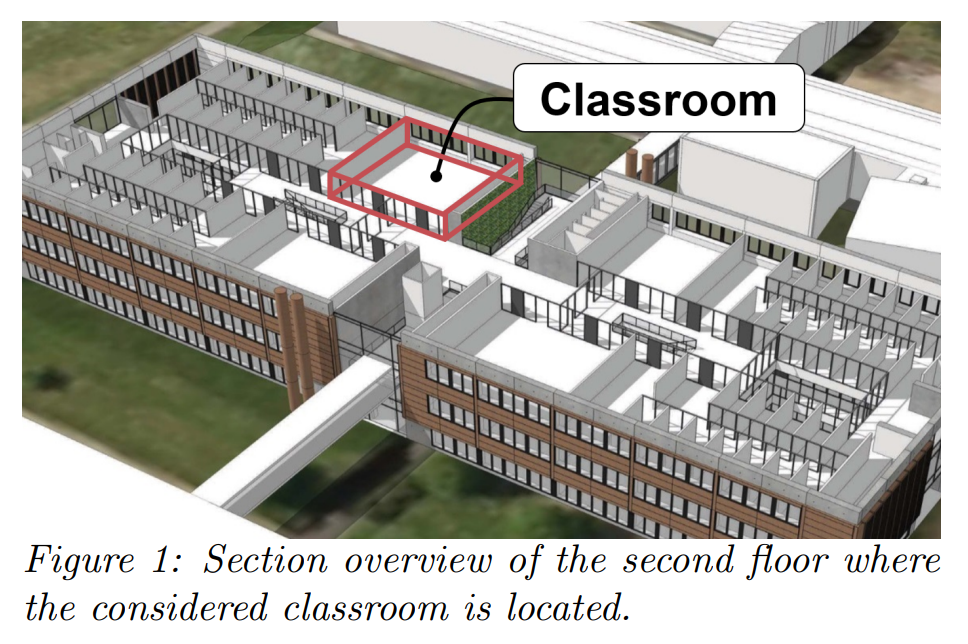 Classroom
Figure 1: Section overview of the second floor where
the considered classroom is located.